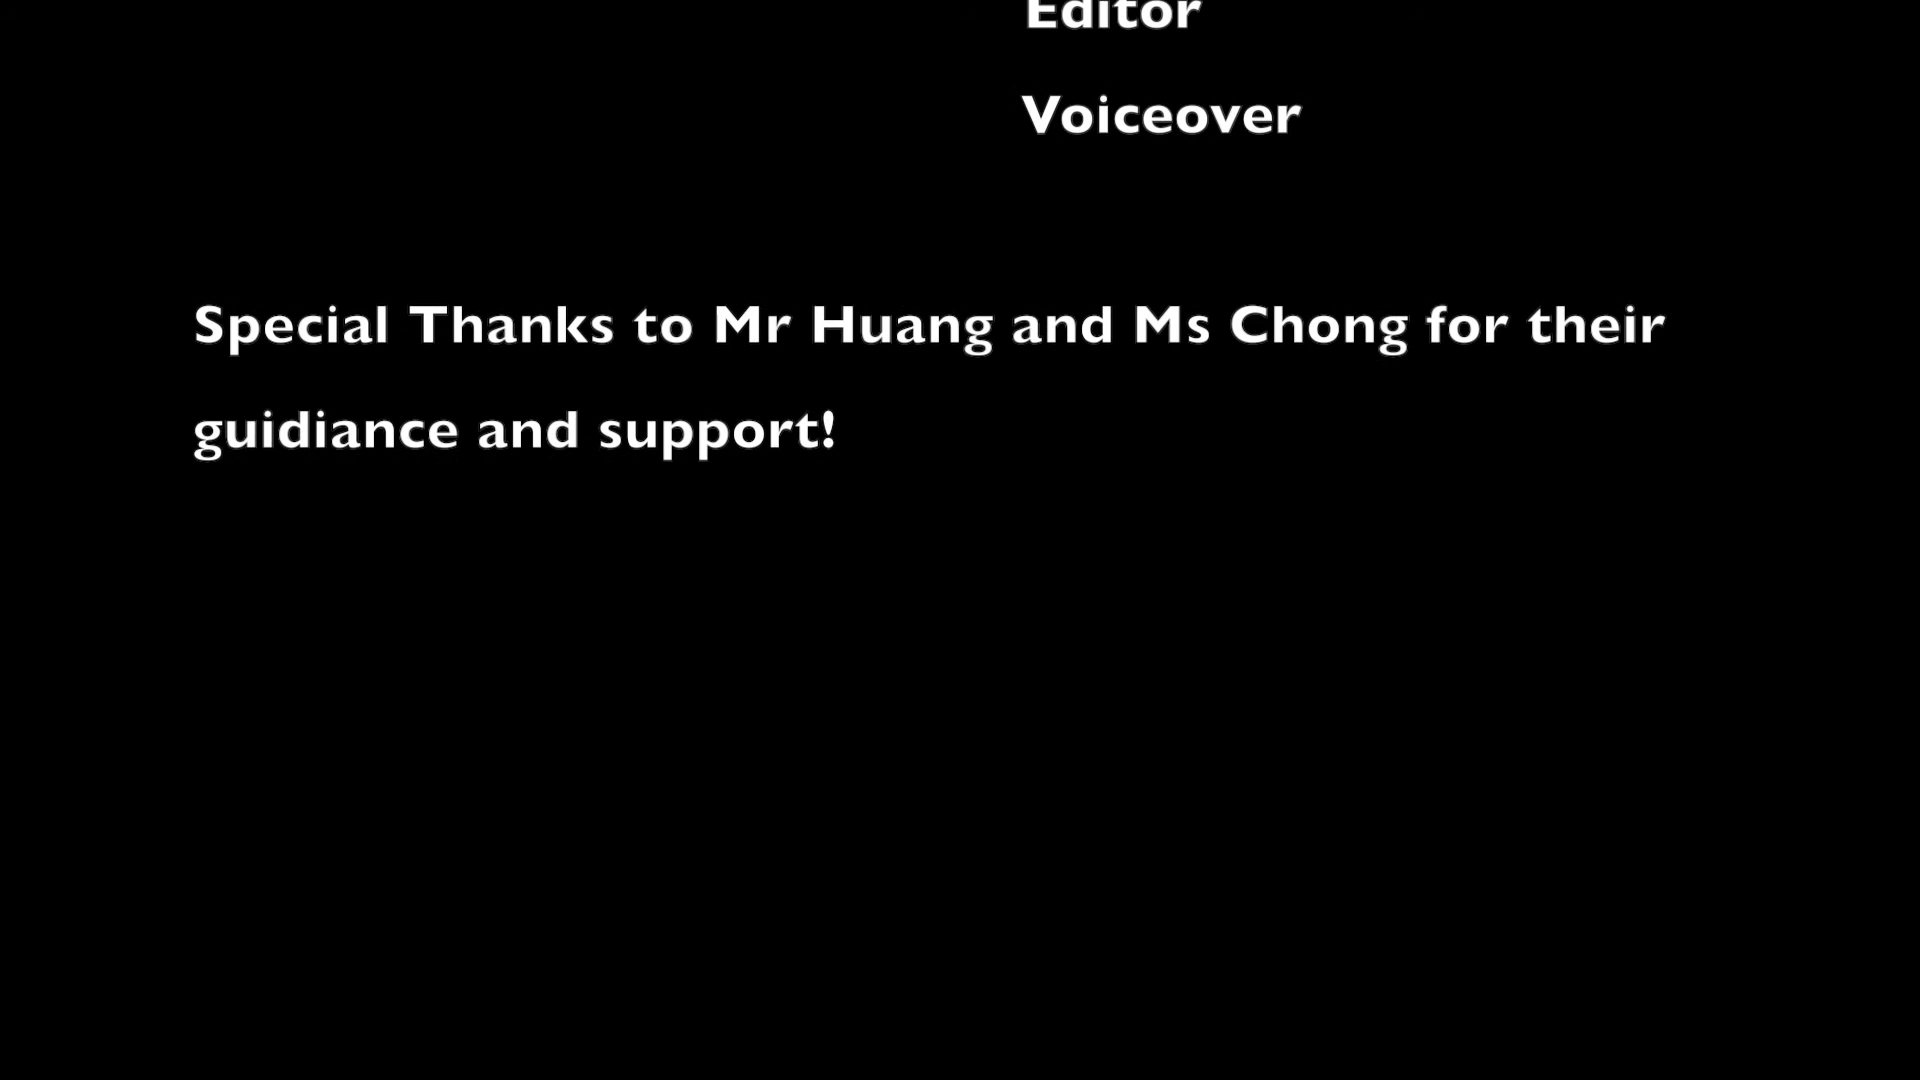 Editor
Voiceover
Special Thanks to Mr Huang and Ms Chong for their
guidiance and support!